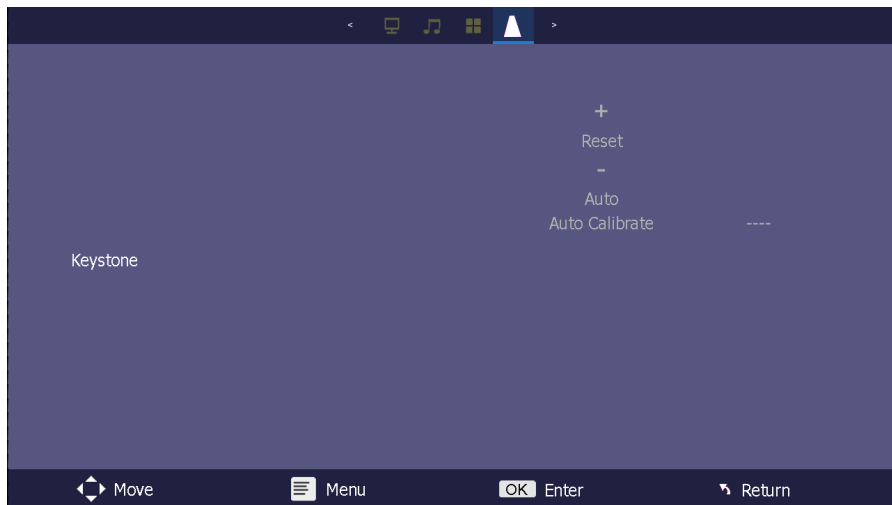 < >
+
Reset
-
Auto
Auto Calibrate ----
Keystone
Move Menu OK Enter Return